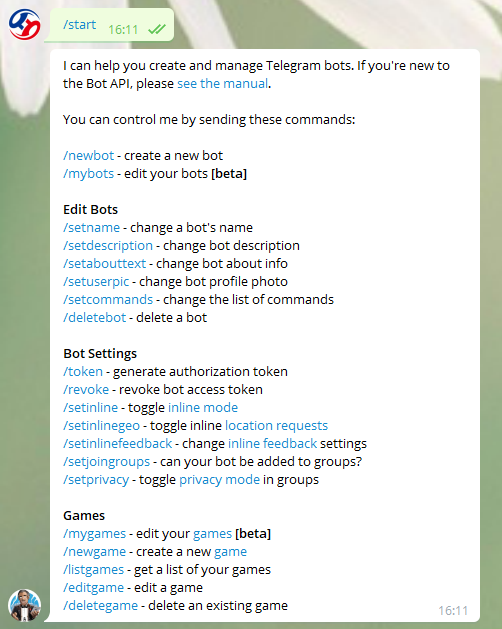 /start 16:11
I can help you create and manage Telegram bots. If you're new to
the Bot API, please see the manual.
You can control me by sending these commands:
/newbot - create a new bot
/mybots - edit your bots [beta]
Edit Bots
/setname - change a bot's name
/setdescription - change bot description
/setabouttext - change bot about info
/setuserpic - change bot profile photo
/setcommands - change the list of commands
/deletebot - delete a bot
Bot Settings
/token - generate authorization token
/revoke - revoke bot access token
/setinline - toggle inline mode
/setinlinegeo - toggle inline location requests
/setinlinefeedback - change inline feedback settings
/setjoingroups - can your bot be added to groups?
/setprivacy - toggle privacy mode in groups
Games
/mygames - edit your games [beta]
/newgame - create a new game
/listgames - get a list of your games
/editgame - edit a game
/deletegame - delete an existing game
16:11